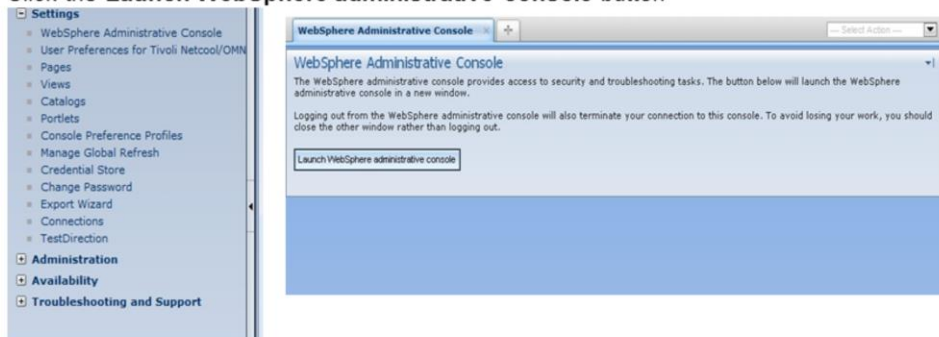 Click the Launch WebSphere administrative console button
Settings
WebSphere Administrative Console
User Preferences for Tivoli Netcool/OMN
Pages
Views
Catalogs
Portlets
Console Preference Profiles
Manage Global Refresh
Credential Store
Change Password
Export Wizard
Connections
TestDirection
Administration
Availability
Troubleshooting and Support
WebSphere Administrative Console
--- Select Action ---
WebSphere Administrative Console
The WebSphere administrative console provides access to security and troubleshooting tasks. The button below will launch the WebSphere
administrative console in a new window.
Logging out from the WebSphere administrative console will also terminate your connection to this console. To avoid losing your work, you should
close the other window rather than logging out.
Launch WebSphere administrative console